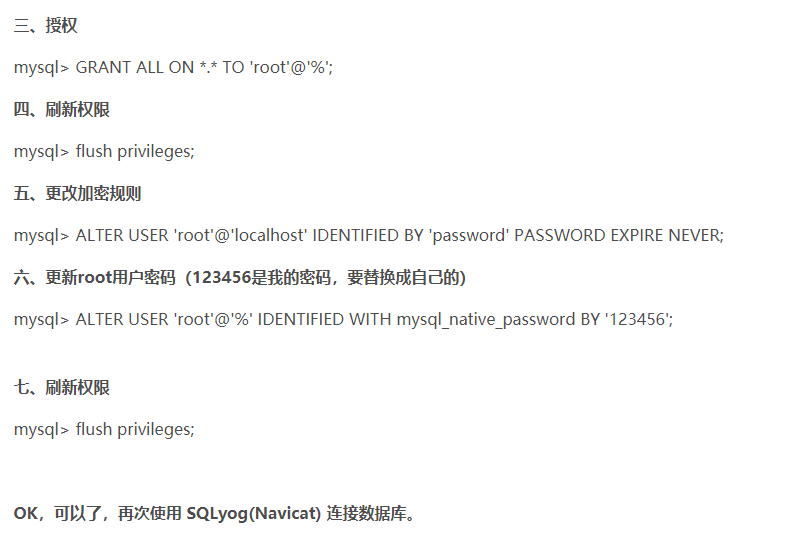 三、授权
mysql> GRANT ALL ON *.* TO 'root'@'%';
四、刷新权限
mysql> flush privileges;
五、更改加密规则
mysql> ALTER USER 'root'@'localhost' IDENTIFIED BY 'password' PASSWORD EXPIRE NEVER;
六、更新root用户密码（123456是我的密码，要替换成自己的）
mysql> ALTER USER 'root'@'%' IDENTIFIED WITH mysql_native_password BY '123456';
七、刷新权限
mysql> flush privileges;
OK，可以了，再次使用 SQLyog(Navicat) 连接数据库。